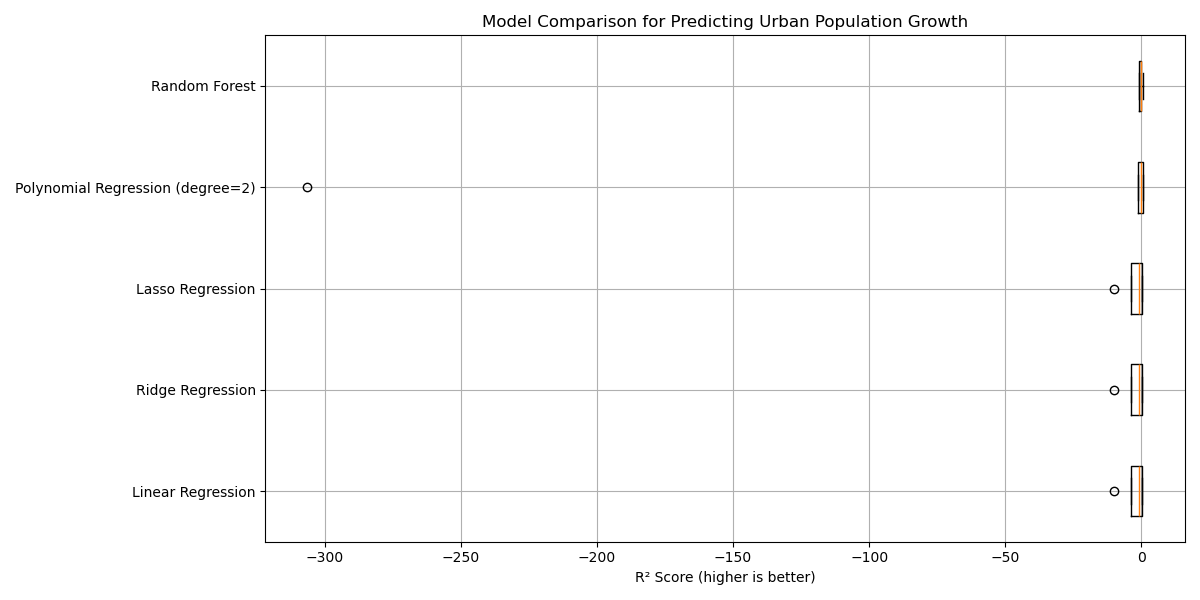 Model Comparison for Predicting Urban Population Growth
Random Forest
Polynomial Regression (degree=2)
Lasso Regression
Ridge Regression
Linear Regression
−300 −250 −200 −150 −100 −50 0
R² Score (higher is better)